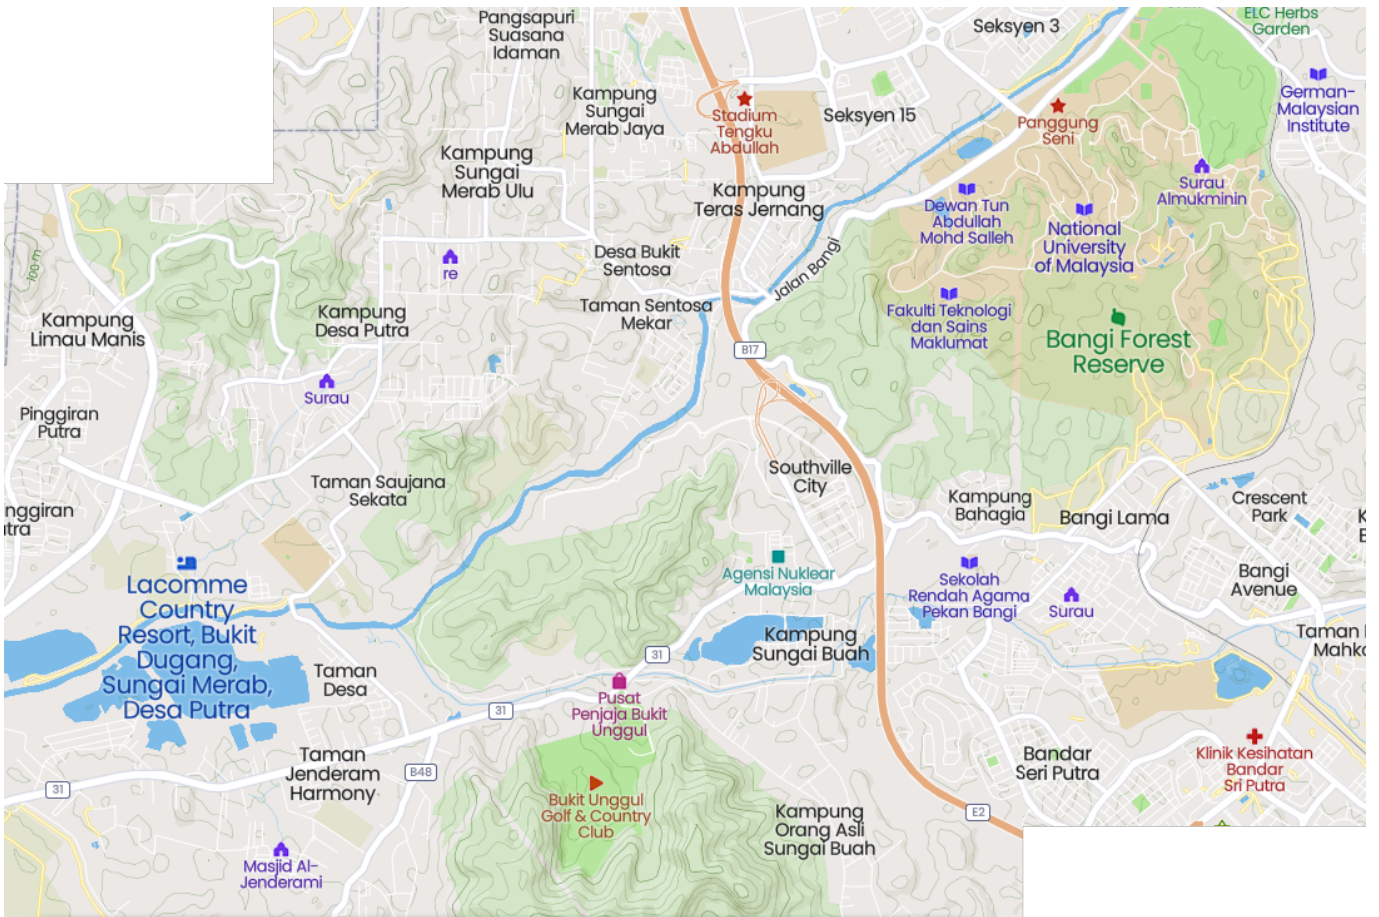 Pangsapuri
Suasana
Idaman
Seksyen 3
ELC Herbs
Garden
German-
Malaysian
Institute
Kampung
Sungai
Merab Jaya
Stadium
Tengku
Abdullah
Seksyen 15
Panggung
Seni
Kampung
Sungai
Merab Ulu
Kampung
Teras Jernang
Surau
Almukminin
Dewan Tun
Abdullah
Mohd Salleh
National
University
of Malaysia
100 m
re
Desa Bukit
Sentosa
Jalan Bangi
Taman Sentosa
Mekar
Kampung
Limau Manis
Kampung
Desa Putra
Fakulti Teknologi
dan Sains
Maklumat
Bangi Forest
Reserve
B17
Surau
Pinggiran
Putra
Southville
City
Taman Saujana
Sekata
nggiran
tra
Kampung
Bahagia
Bangi Lama
Crescent
Park
K
E
Lacomme
Country
Resort, Bukit
Dugang,
Sungai Merab,
Desa Putra
Agensi Nuklear
Malaysia
Sekolah
Rendah Agama
Pekan Bangi
Surau
Bangi
Avenue
Kampung
Sungai Buah
31
Taman
Mahko
Taman
Desa
Pusat
Penjaja Bukit
Unggul
31
Taman
Jenderam
Harmony
B48
31
Bandar
Seri Putra
Klinik Kesihatan
Bandar
Sri Putra
Bukit Unggul
Golf & Country
Club
Kampung
Orang Asli
Sungai Buah
E2
Masjid Al-
Jenderami